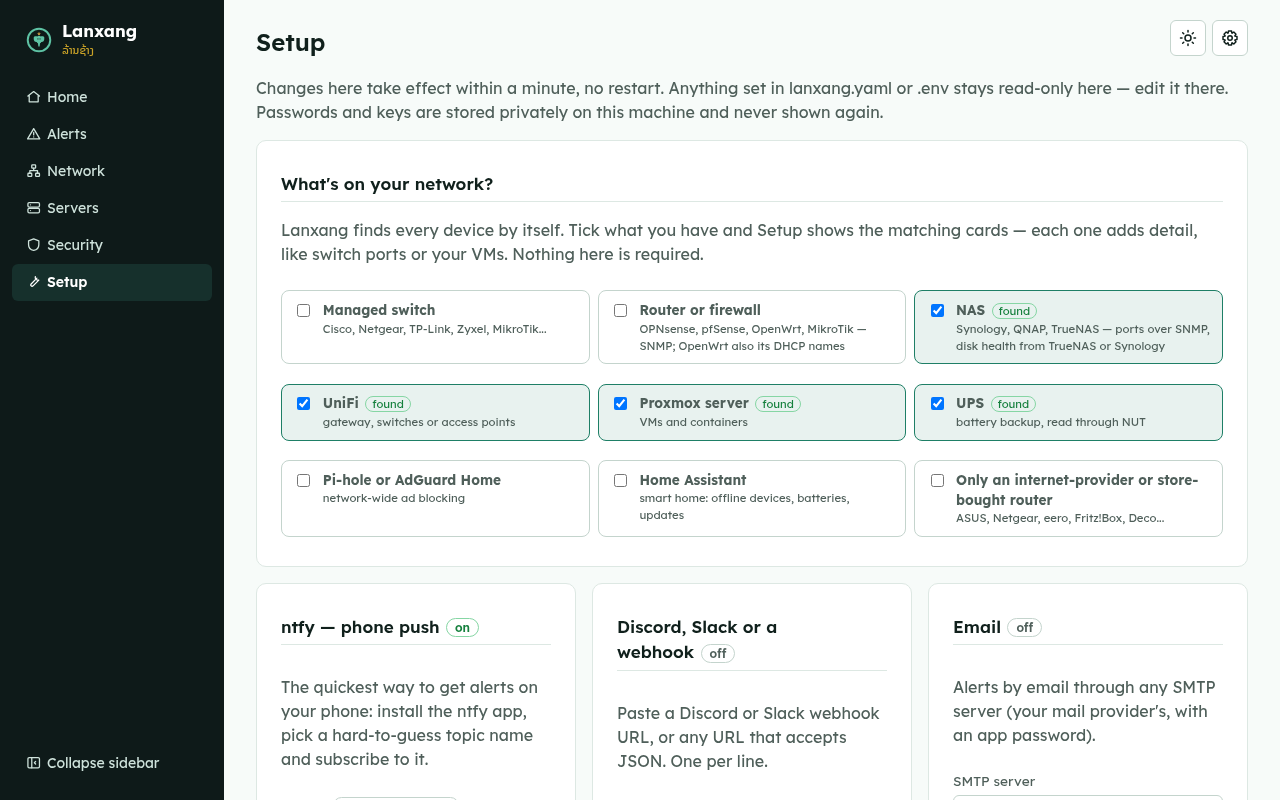 Lanxang
ລ້ານຊ້າງ
Home
Alerts
Network
Servers
Security
Setup
Collapse sidebar
Setup
Changes here take effect within a minute, no restart. Anything set in lanxang.yaml or .env stays read-only here — edit it there.
Passwords and keys are stored privately on this machine and never shown again.
What's on your network?
Lanxang finds every device by itself. Tick what you have and Setup shows the matching cards — each one adds detail,
like switch ports or your VMs. Nothing here is required.
Managed switch
Cisco, Netgear, TP-Link, Zyxel, MikroTik…
Router or firewall
OPNsense, pfSense, OpenWrt, MikroTik —
SNMP; OpenWrt also its DHCP names
NAS found
Synology, QNAP, TrueNAS — ports over SNMP,
disk health from TrueNAS or Synology
UniFi found
gateway, switches or access points
Proxmox server found
VMs and containers
UPS found
battery backup, read through NUT
Pi-hole or AdGuard Home
network-wide ad blocking
Home Assistant
smart home: offline devices, batteries,
updates
Only an internet-provider or store-
bought router
ASUS, Netgear, eero, Fritz!Box, Deco…
ntfy — phone push on
The quickest way to get alerts on
your phone: install the ntfy app,
pick a hard-to-guess topic name
and subscribe to it.
Discord, Slack or a
webhook off
Paste a Discord or Slack webhook
URL, or any URL that accepts
JSON. One per line.
Email off
Alerts by email through any SMTP
server (your mail provider's, with
an app password).
SMTP server